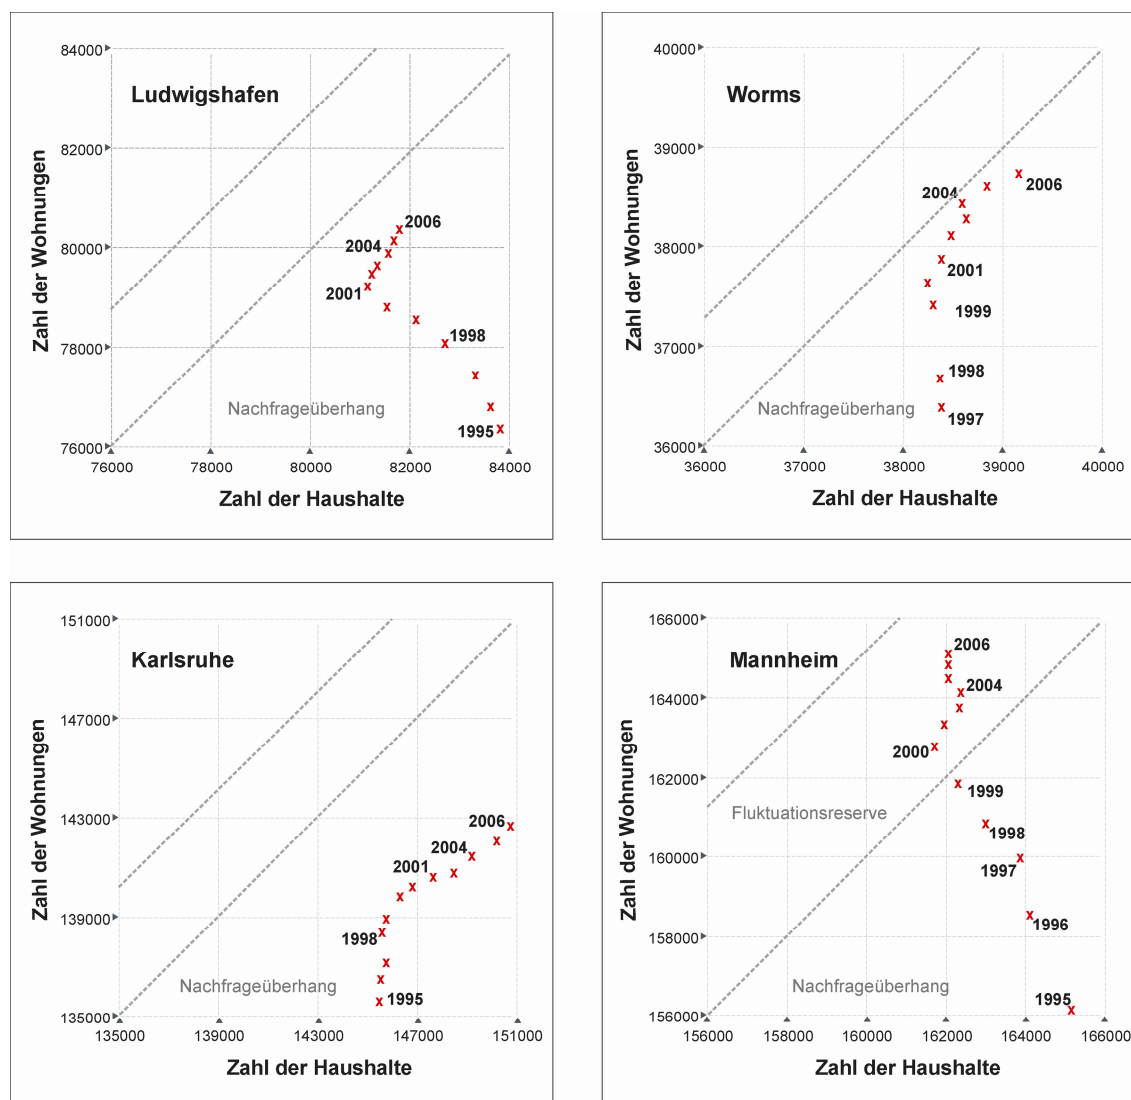 84000
Ludwigshafen
82000
Zahl der Wohnungen
2006
2004
80000
2001
1998
78000
Nachfrageüberhang
1995
76000
76000 78000 80000 82000 84000
Zahl der Haushalte
40000
Worms
39000
Zahl der Wohnungen
2004
2006
38000
2001
1999
37000
1998
Nachfrageüberhang
1997
36000
36000 37000 38000 39000 40000
Zahl der Haushalte
151000
Karlsruhe
147000
Zahl der Wohnungen
143000
2006
2004
2001
139000
1998
Nachfrageüberhang
1995
135000
135000 139000 143000 147000 151000
Zahl der Haushalte
166000
2006
Mannheim
2004
164000
Zahl der Wohnungen
2000
162000
1999
Fluktuationsreserve
1998
160000
1997
1996
158000
Nachfrageüberhang
1995
156000
156000 158000 160000 162000 164000 166000
Zahl der Haushalte